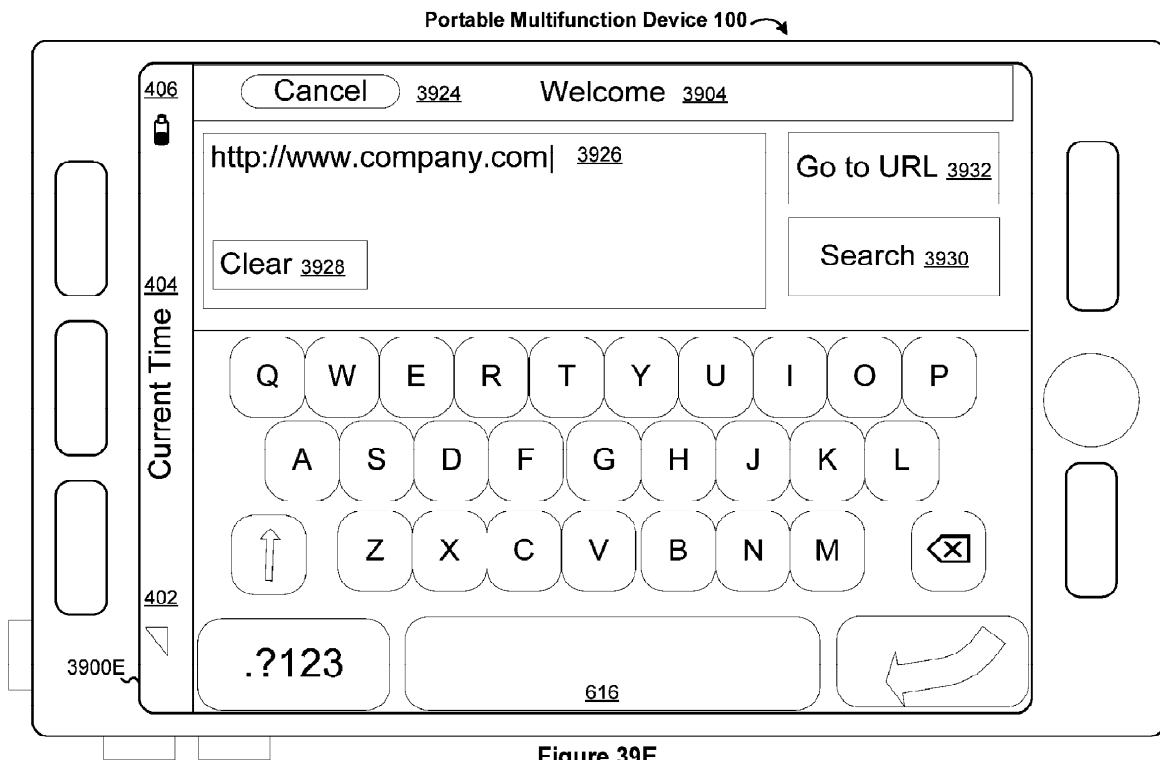 Portable Multifunction Device 100
406
Cancel 3924 Welcome 3904
http://www.company.com| 3926
Go to URL 3932
Clear 3928
Search 3930
404
Current Time
Q W E R T Y U I O P
A S D F G H J K L
Z X C V B N M
402
3900E
.?123
616
Figure 39E